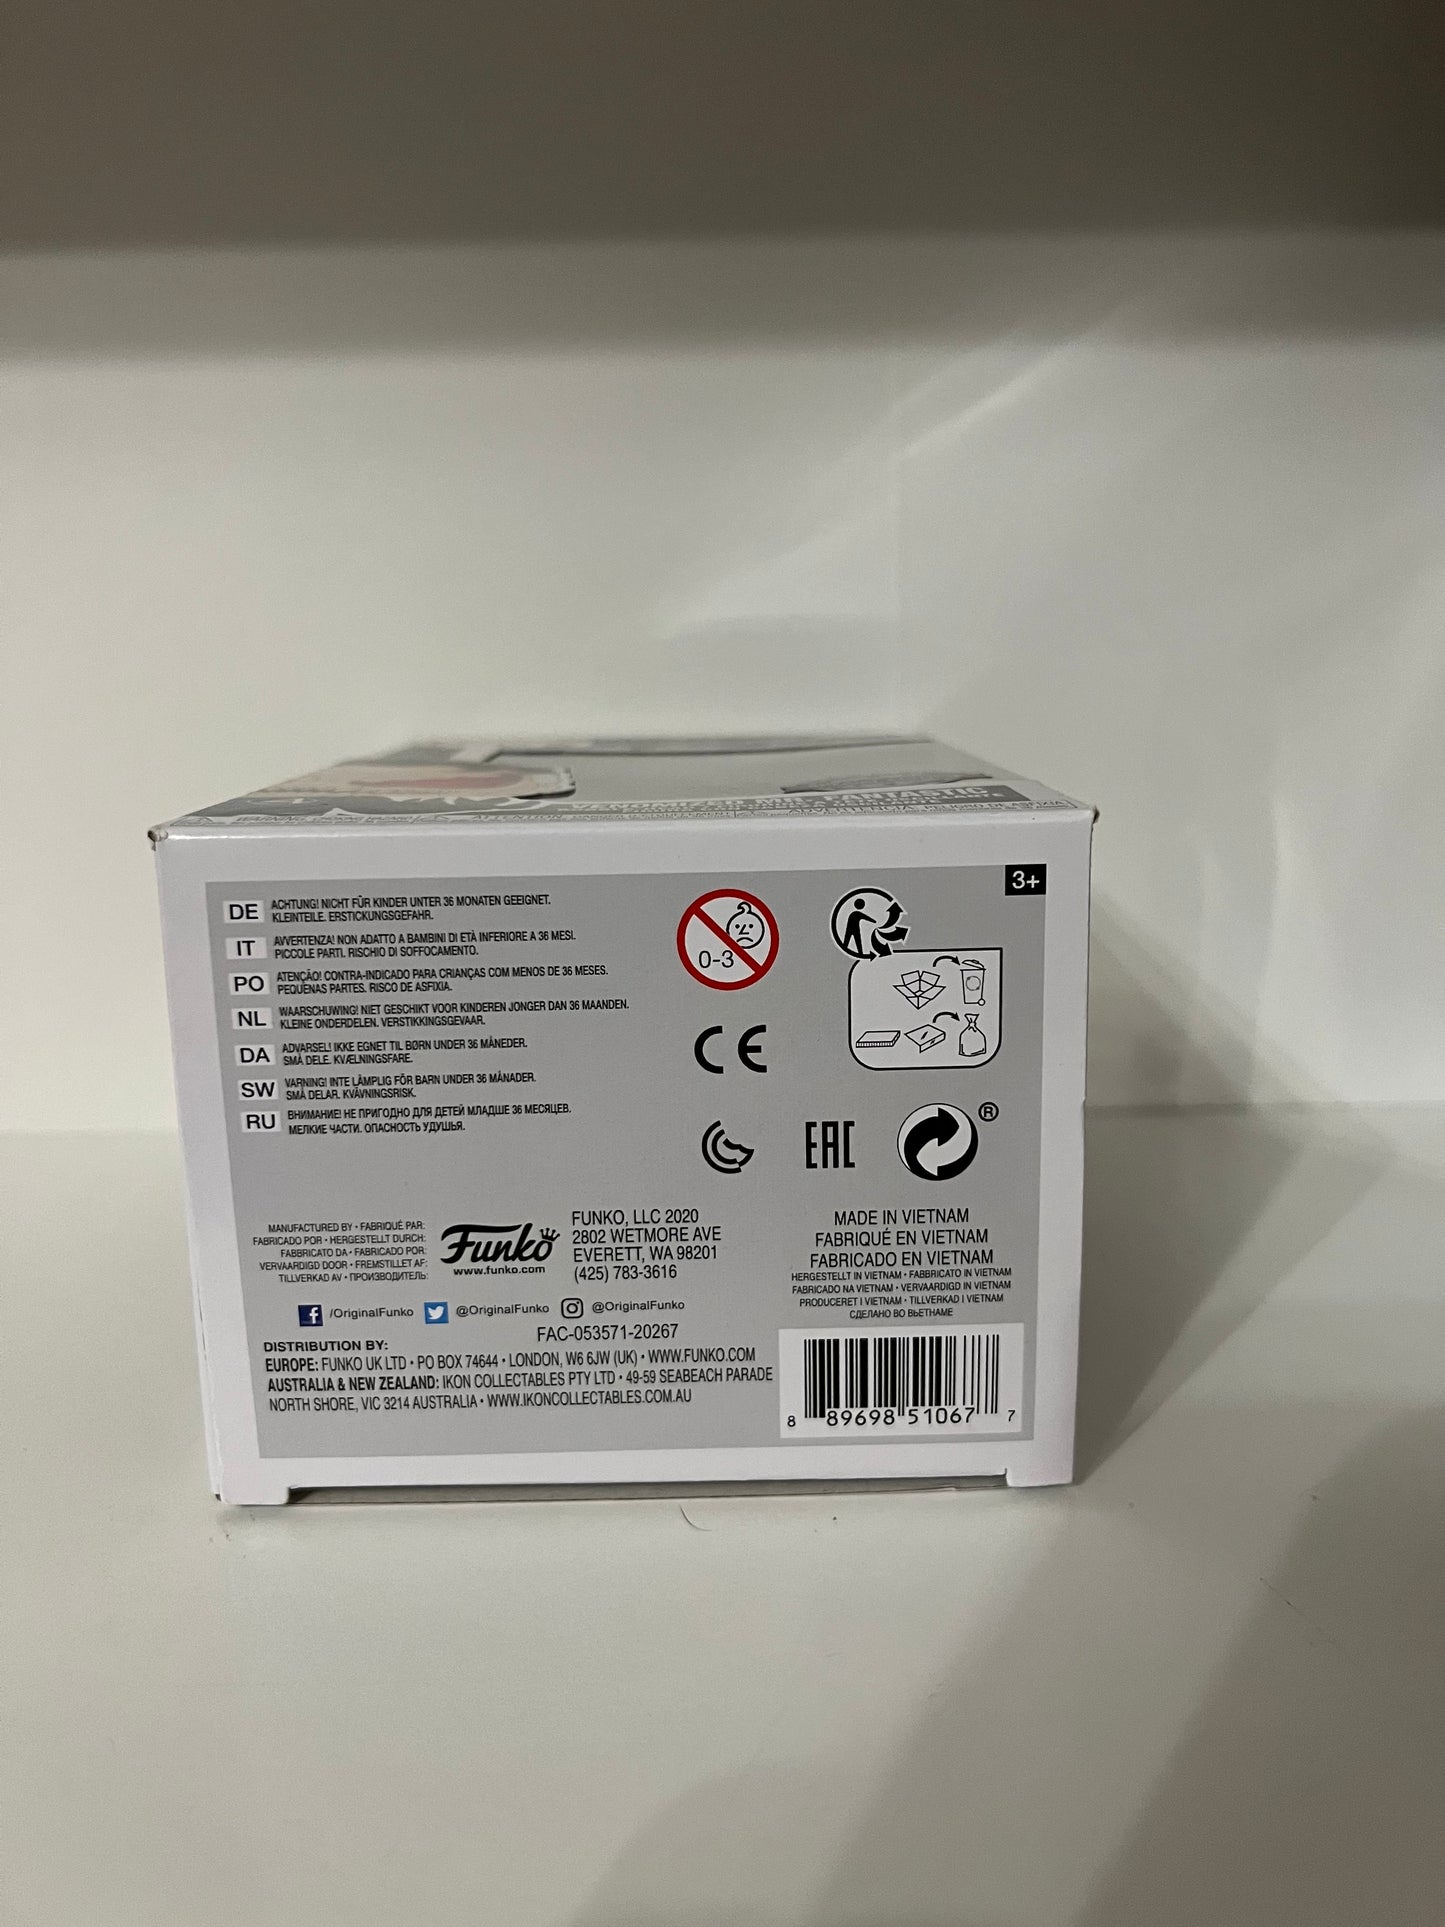 VENOMIZED MR. FANTASTIC
3+
DE ACHTUNG! NICHT FÜR KINDER UNTER 36 MONATEN GEEIGNET.
KLEINTEILE. ERSTICKUNGSGEFAHR.
IT AVVERTENZA! NON ADATTO A BAMBINI DI ETÀ INFERIORE A 36 MESI.
PICCOLE PARTI. RISCHIO DI SOFFOCAMENTO.
PO ATENÇÃO! CONTRA-INDICADO PARA CRIANÇAS COM MENOS DE 36 MESES.
PEQUENAS PARTES. RISCO DE ASFIXIA.
NL WAARSCHUWING! NIET GESCHIKT VOOR KINDEREN JONGER DAN 36 MAANDEN.
KLEINE ONDERDELEN. VERSTIKKINGSGEVAAR.
DA ADVARSEL! IKKE EGNET TIL BØRN UNDER 36 MÅNEDER.
SMÅ DELE. KVÆLNINGSFARE.
SW VARNING! INTE LÄMPLIG FÖR BARN UNDER 36 MÅNADER.
SMÅ DELAR. KVÄVNINGSRISK.
RU ВНИМАНИЕ! НЕ ПРИГОДНО ДЛЯ ДЕТЕЙ МЛАДШЕ 36 МЕСЯЦЕВ.
МЕЛКИЕ ЧАСТИ. ОПАСНОСТЬ УДУШЬЯ.
0-3
CE
EAC
®
MANUFACTURED BY • FABRIQUÉ PAR:
FABRICADO POR • HERGESTELLT DURCH:
FABBRICATO DA • FABRICADO POR:
VERVAARDIGD DOOR • FREMSTILLET AF:
TILLVERKAD AV • ПРОИЗВОДИТЕЛЬ:
Funko
www.funko.com
FUNKO, LLC 2020
2802 WETMORE AVE
EVERETT, WA 98201
(425) 783-3616
MADE IN VIETNAM
FABRIQUÉ EN VIETNAM
FABRICADO EN VIETNAM
HERGESTELLT IN VIETNAM • FABBRICATO IN VIETNAM
FABRICADO NA VIETNAM • VERVAARDIGD IN VIETNAM
PRODUCERET I VIETNAM • TILLVERKAD I VIETNAM
СДЕЛАНО ВО ВЬЕТНАМЕ
/OriginalFunko @OriginalFunko @OriginalFunko
FAC-053571-20267
DISTRIBUTION BY:
EUROPE: FUNKO UK LTD • PO BOX 74644 • LONDON, W6 6JW (UK) • WWW.FUNKO.COM
AUSTRALIA & NEW ZEALAND: IKON COLLECTABLES PTY LTD • 49-59 SEABEACH PARADE
NORTH SHORE, VIC 3214 AUSTRALIA • WWW.IKONCOLLECTABLES.COM.AU
8 89698 51067 7